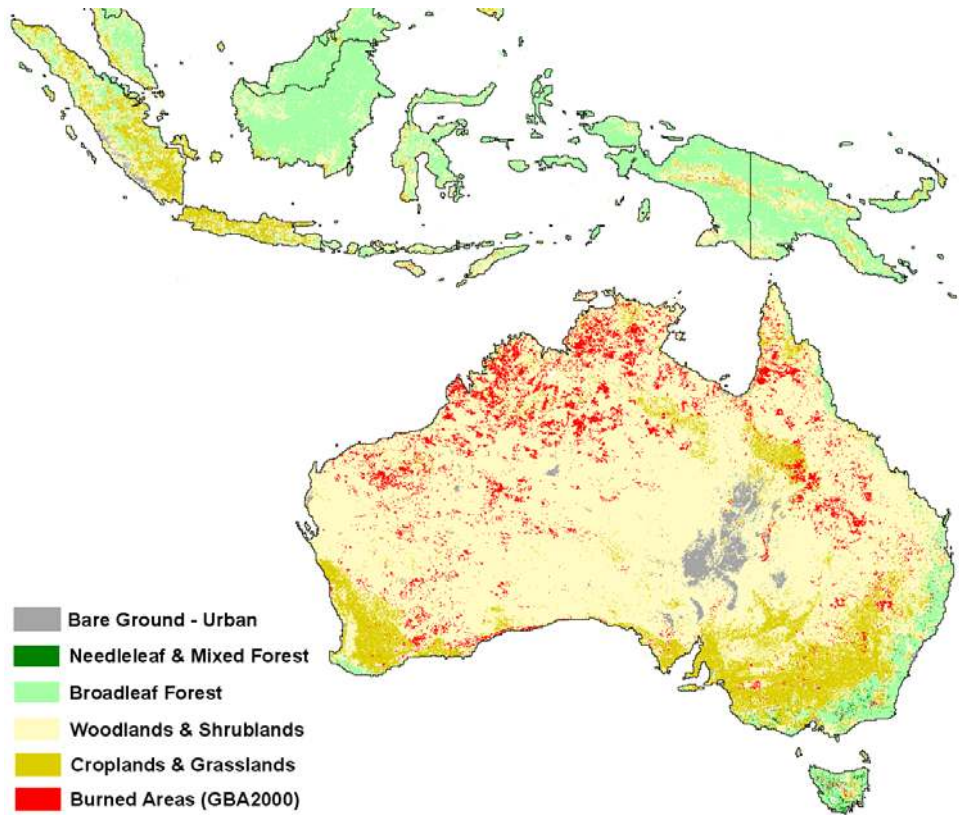 Bare Ground - Urban
Needleleaf & Mixed Forest
Broadleaf Forest
Woodlands & Shrublands
Croplands & Grasslands
Burned Areas (GBA2000)